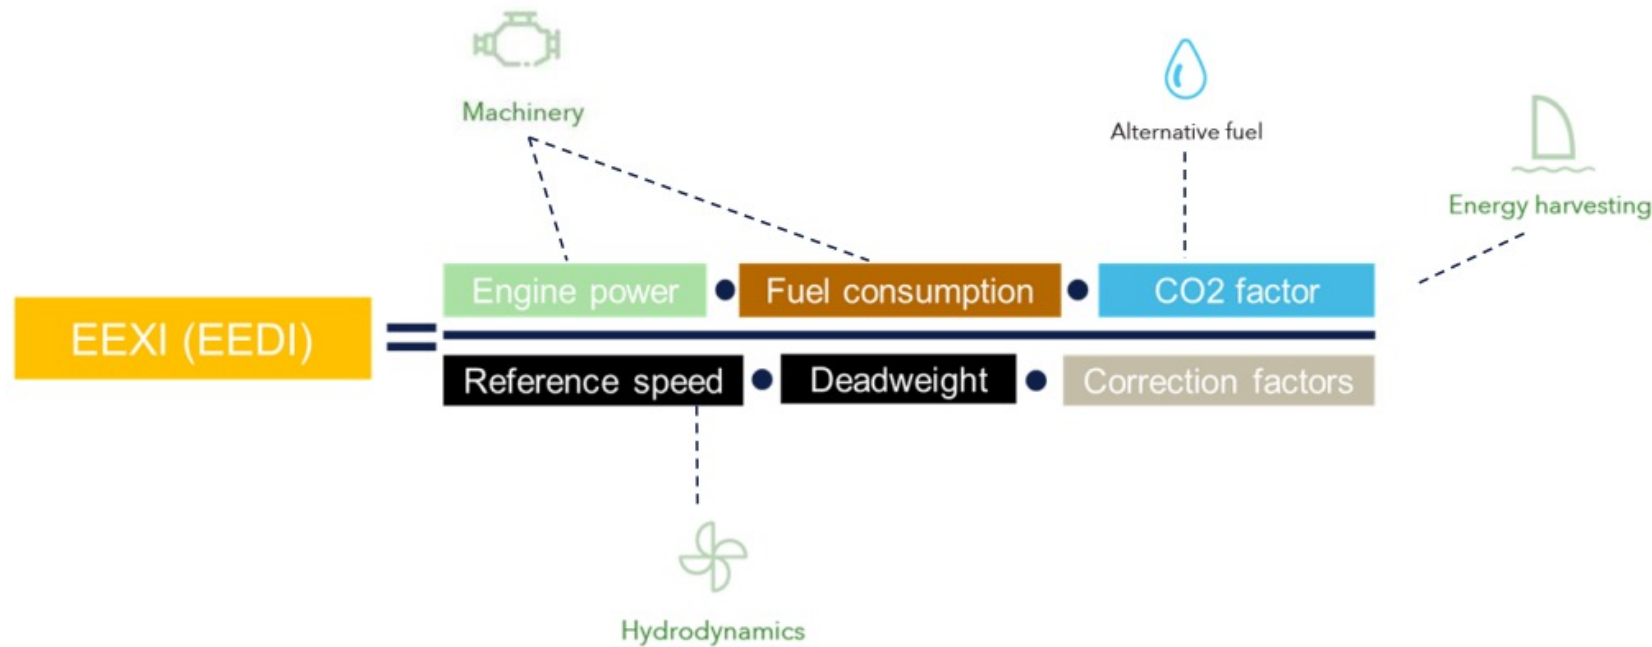 Machinery
Alternative fuel
Energy harvesting
Engine power • Fuel consumption • CO2 factor
EEXI (EEDI) =
Reference speed • Deadweight • Correction factors
Hydrodynamics